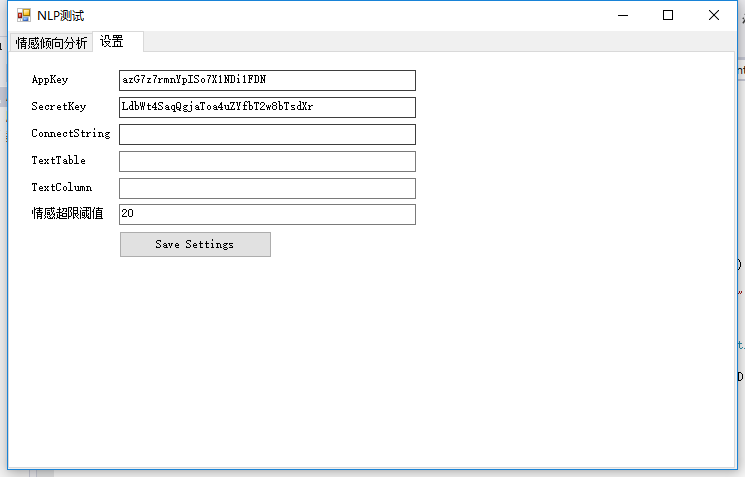 NLP测试
情感倾向分析 设置
AppKey azG7z7rmnYpISo7X1NDi1FDN
SecretKey LdbWt4SaqQgjaToa4uZYfbT2w8bTsdXr
ConnectString
TextTable
TextColumn
情感超限阈值 20
Save Settings